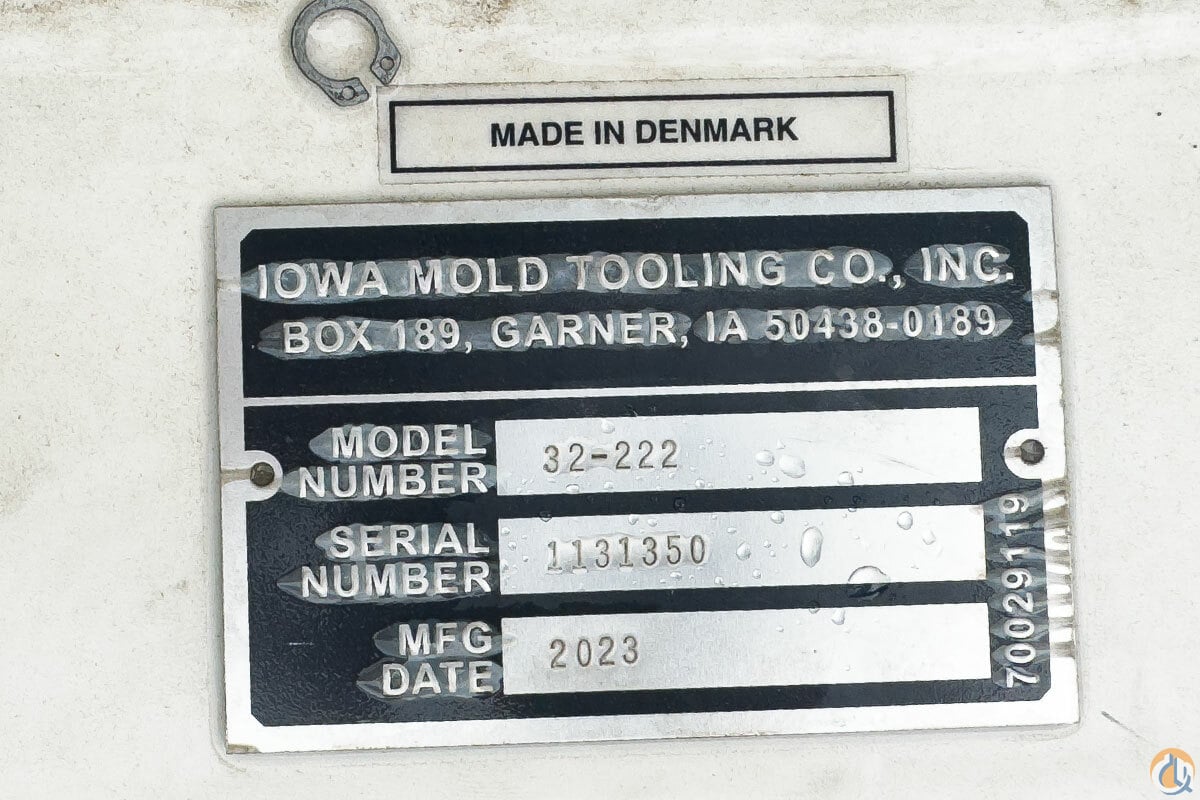 MADE IN DENMARK
IOWA MOLD TOOLING CO., INC.
BOX 189, GARNER, IA 50438-0189
MODEL NUMBER 32-222
SERIAL NUMBER 1131350
MFG DATE 2023
70029119